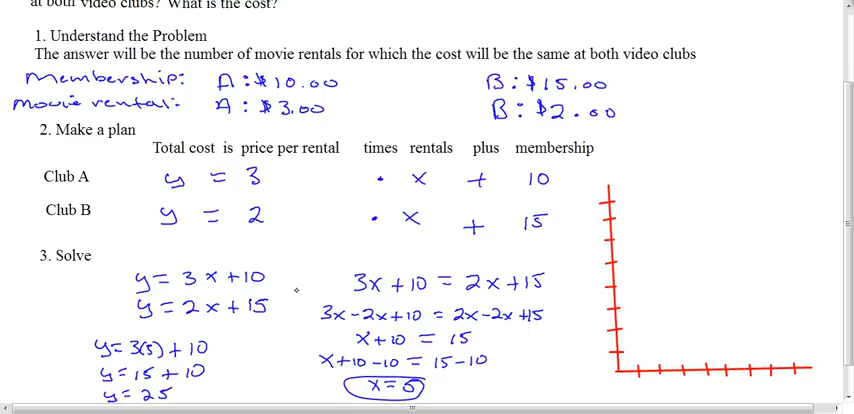 at both video clubs? What is the cost?
1. Understand the Problem
The answer will be the number of movie rentals for which the cost will be the same at both video clubs
Membership: A: $10.00 B: $15.00
Movie rental: A: $3.00 B: $2.00
2. Make a plan
Total cost is price per rental times rentals plus membership
Club A y = 3 · x + 10
Club B y = 2 · x + 15
3. Solve
y = 3x + 10
y = 2x + 15
y = 3(5) + 10
y = 15 + 10
y = 25
3x + 10 = 2x + 15
3x - 2x + 10 = 2x - 2x + 15
x + 10 = 15
x + 10 - 10 = 15 - 10
x = 5